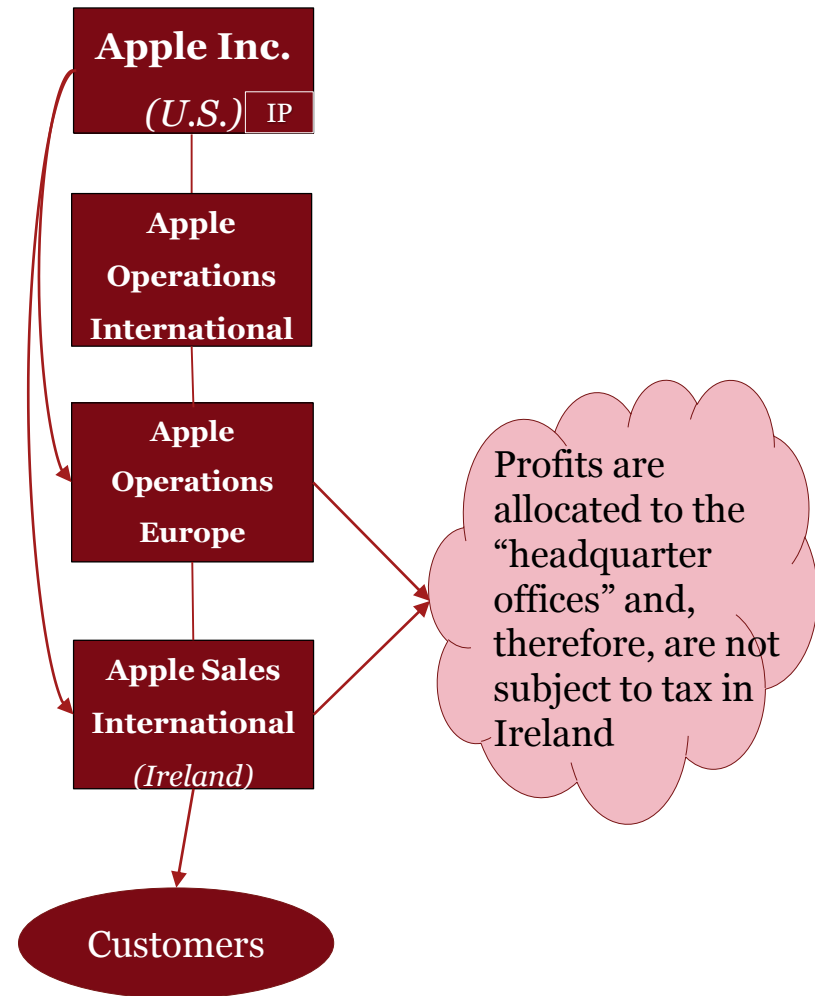 Apple Inc.
(U.S.) IP
Apple
Operations
International
Apple
Operations
Europe
Profits are
allocated to the
“headquarter
offices” and,
therefore, are not
subject to tax in
Ireland
Apple Sales
International
(Ireland)
Customers